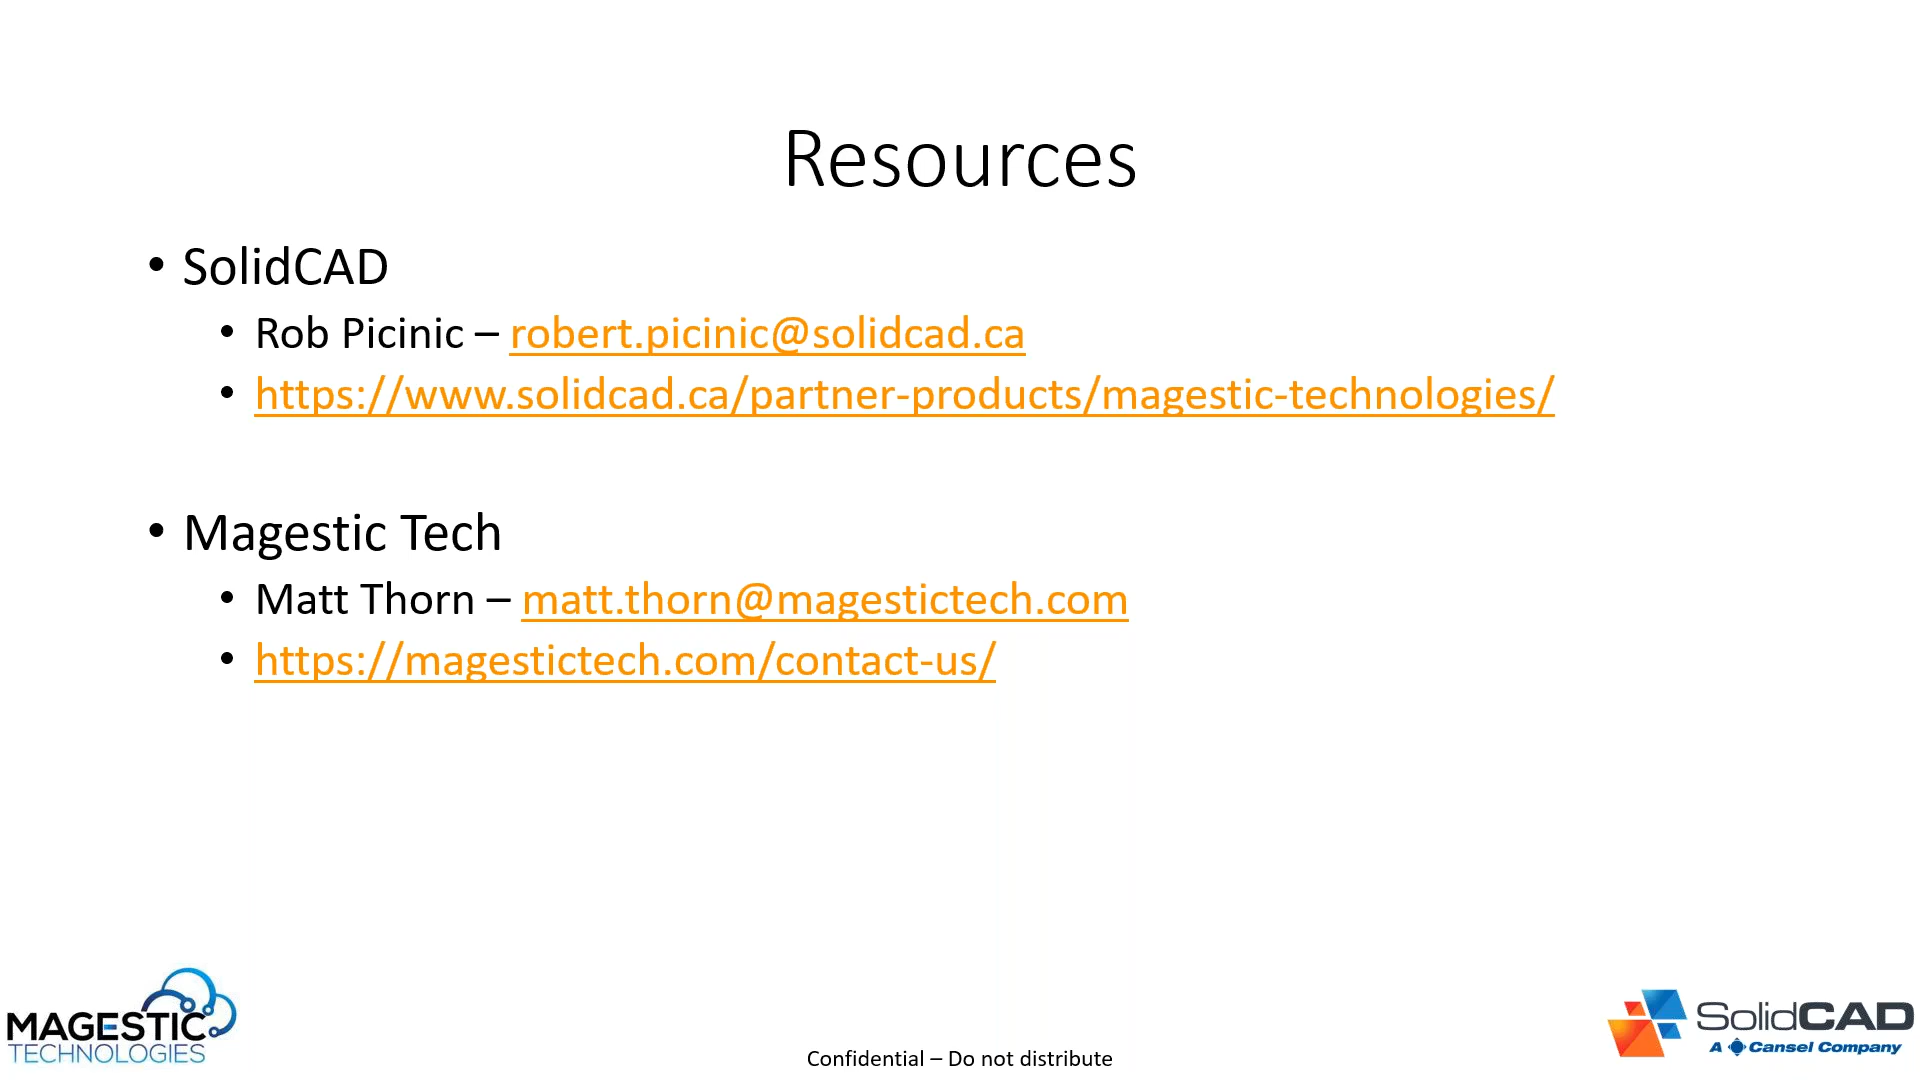 Resources
• SolidCAD
• Rob Picinic – robert.picinic@solidcad.ca
• https://www.solidcad.ca/partner-products/magestic-technologies/
• Magestic Tech
• Matt Thorn – matt.thorn@magestictech.com
• https://magestictech.com/contact-us/
MAGESTIC
TECHNOLOGIES
Confidential – Do not distribute
SolidCAD
A Cansel Company